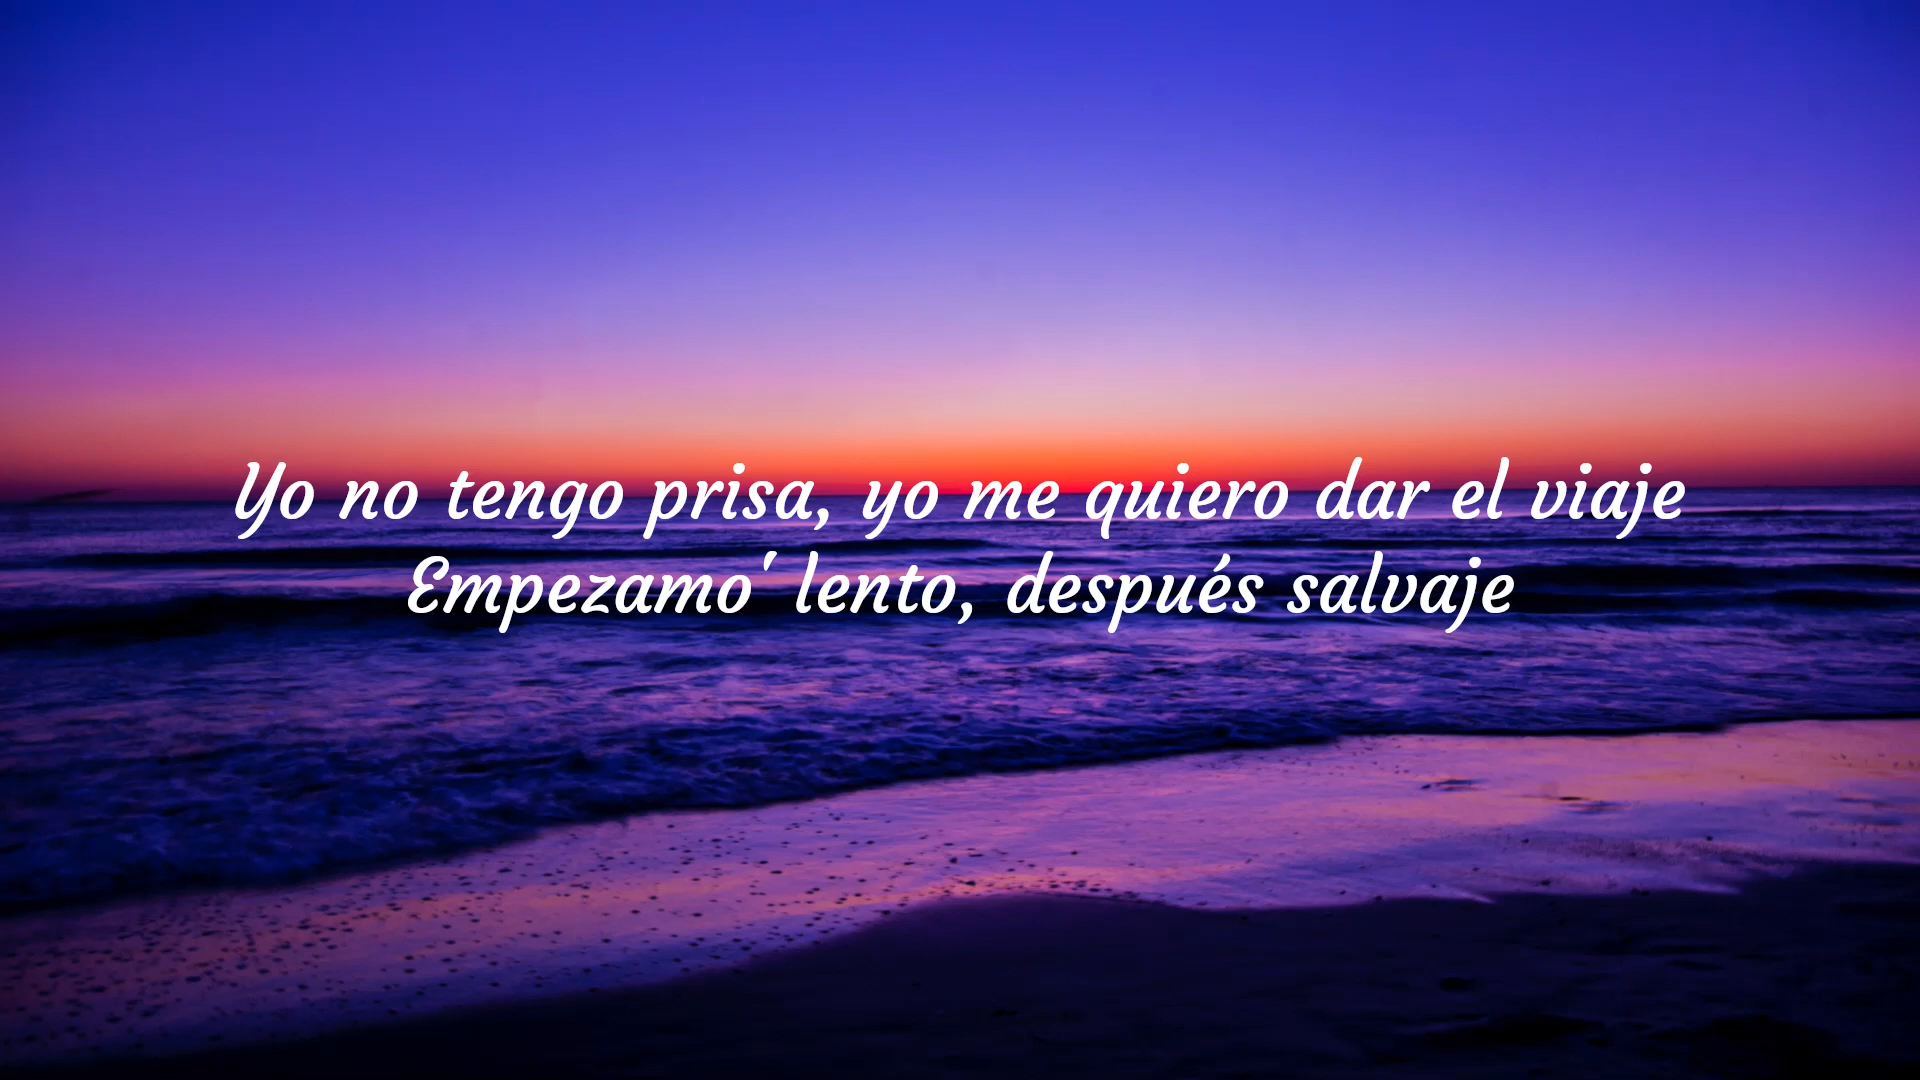 Yo no tengo prisa, yo me quiero dar el viaje
Empezamo' lento, después salvaje